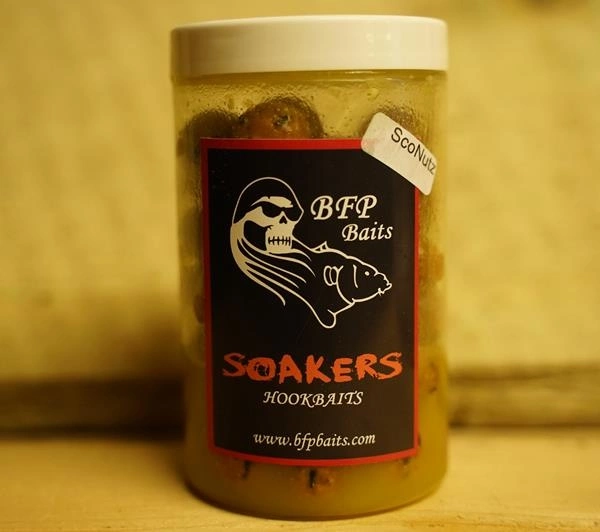 ScoNutz
BFP
Baits
SOAKERS
HOOKBAITS
www.bfpbaits.com